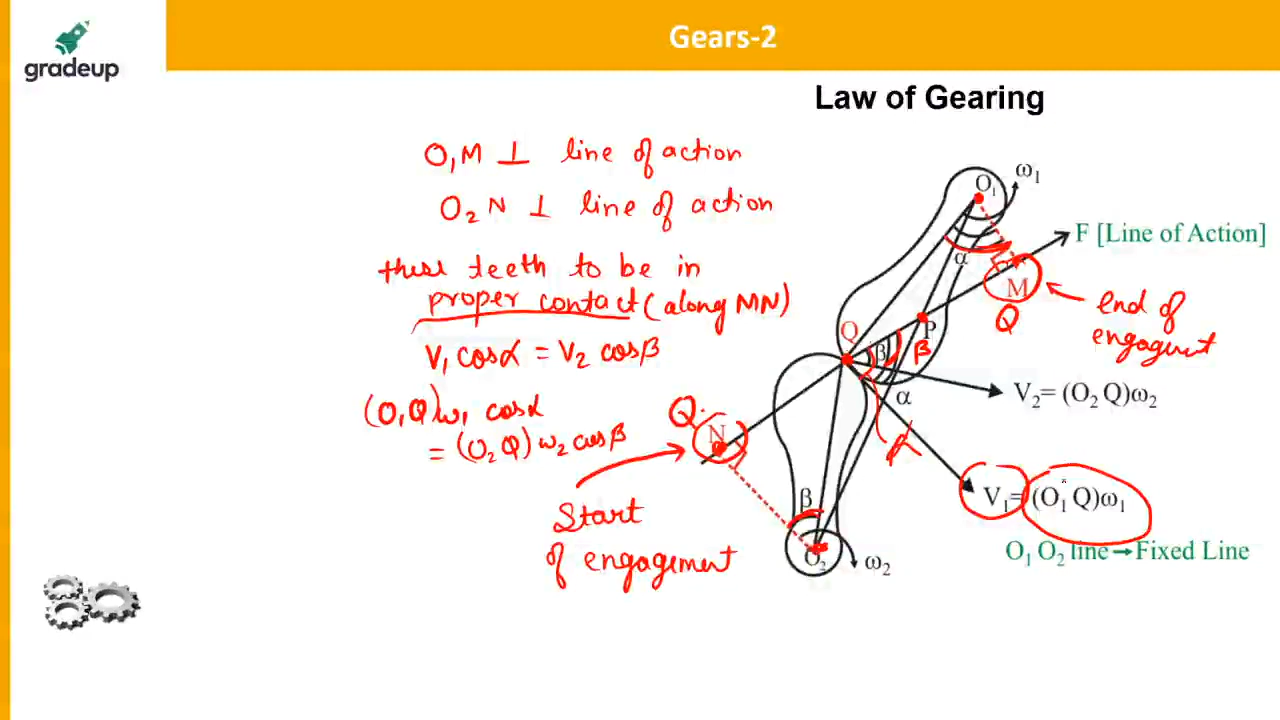 Gears-2
gradeup
Law of Gearing
O₁M ⊥ line of action
O₂N ⊥ line of action
these teeth to be in
proper contact (along MN)
V₁ cosα = V₂ cosβ
(O₁Q)ω₁ cosα
= (O₂Q) ω₂ cosβ
Start
of engagement
O₁
ω₁
F [Line of Action]
α
M
Q
end of
engagement
Q
P
β
β
α
V₂= (O₂ Q)ω₂
Q
N
α
V₁= (O₁ Q)ω₁
β
O₂
ω₂
O₁ O₂ line→Fixed Line